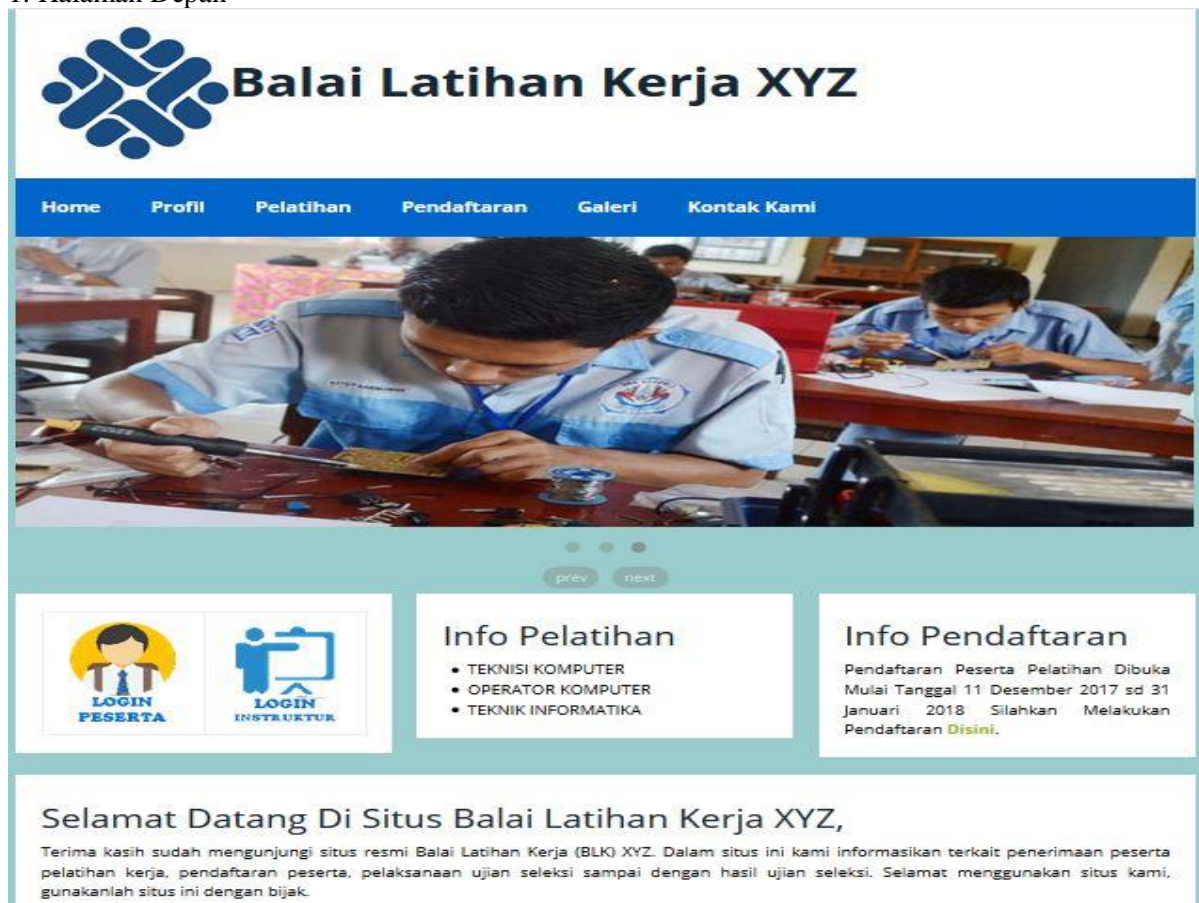 1. Halaman Depan
Balai Latihan Kerja XYZ
Home Profil Pelatihan Pendaftaran Galeri Kontak Kami
prev next
LOGIN
PESERTA
LOGIN
INSTRUKTUR
Info Pelatihan
• TEKNISI KOMPUTER
• OPERATOR KOMPUTER
• TEKNIK INFORMATIKA
Info Pendaftaran
Pendaftaran Peserta Pelatihan Dibuka
Mulai Tanggal 11 Desember 2017 sd 31
Januari 2018 Silahkan Melakukan
Pendaftaran Disini.
Selamat Datang Di Situs Balai Latihan Kerja XYZ,
Terima kasih sudah mengunjungi situs resmi Balai Latihan Kerja (BLK) XYZ. Dalam situs ini kami informasikan terkait penerimaan peserta
pelatihan kerja, pendaftaran peserta, pelaksanaan ujian seleksi sampai dengan hasil ujian seleksi. Selamat menggunakan situs kami,
gunakanlah situs ini dengan bijak.